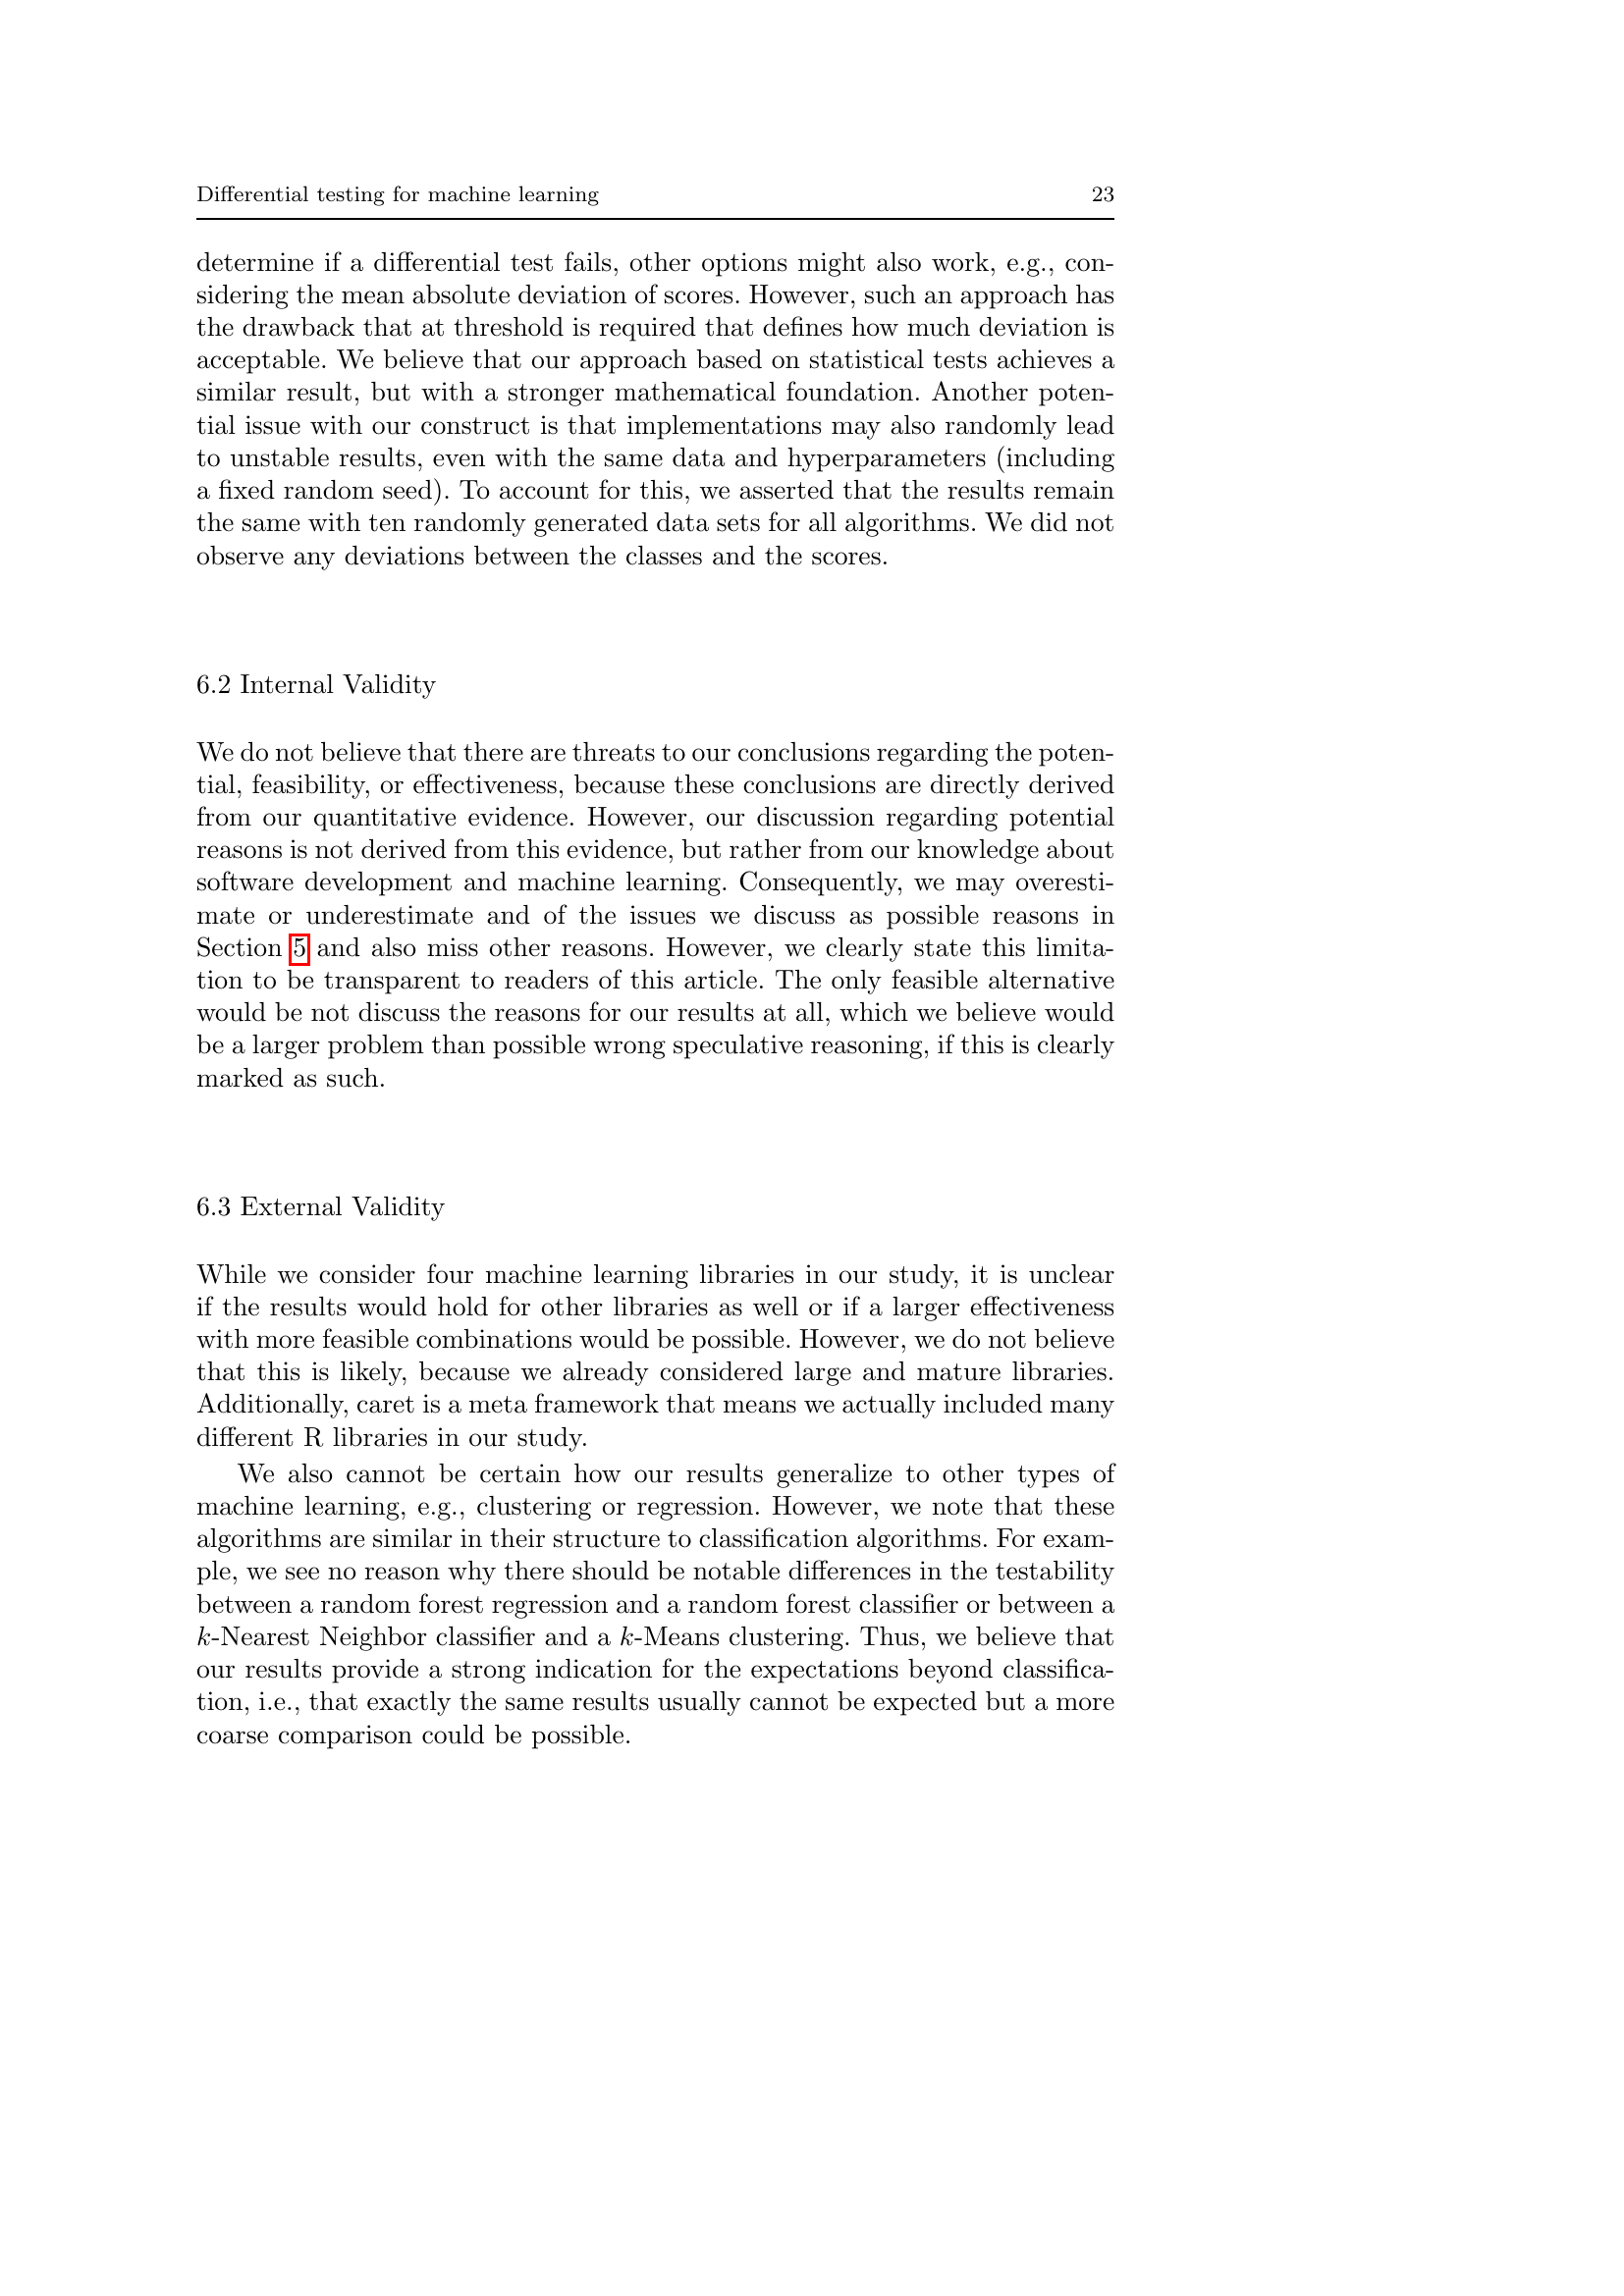 Differential testing for machine learning 23
determine if a differential test fails, other options might also work, e.g., con-
sidering the mean absolute deviation of scores. However, such an approach has
the drawback that at threshold is required that defines how much deviation is
acceptable. We believe that our approach based on statistical tests achieves a
similar result, but with a stronger mathematical foundation. Another poten-
tial issue with our construct is that implementations may also randomly lead
to unstable results, even with the same data and hyperparameters (including
a fixed random seed). To account for this, we asserted that the results remain
the same with ten randomly generated data sets for all algorithms. We did not
observe any deviations between the classes and the scores.
6.2 Internal Validity
We do not believe that there are threats to our conclusions regarding the poten-
tial, feasibility, or effectiveness, because these conclusions are directly derived
from our quantitative evidence. However, our discussion regarding potential
reasons is not derived from this evidence, but rather from our knowledge about
software development and machine learning. Consequently, we may overesti-
mate or underestimate and of the issues we discuss as possible reasons in
Section 5 and also miss other reasons. However, we clearly state this limita-
tion to be transparent to readers of this article. The only feasible alternative
would be not discuss the reasons for our results at all, which we believe would
be a larger problem than possible wrong speculative reasoning, if this is clearly
marked as such.
6.3 External Validity
While we consider four machine learning libraries in our study, it is unclear
if the results would hold for other libraries as well or if a larger effectiveness
with more feasible combinations would be possible. However, we do not believe
that this is likely, because we already considered large and mature libraries.
Additionally, caret is a meta framework that means we actually included many
different R libraries in our study.
We also cannot be certain how our results generalize to other types of
machine learning, e.g., clustering or regression. However, we note that these
algorithms are similar in their structure to classification algorithms. For exam-
ple, we see no reason why there should be notable differences in the testability
between a random forest regression and a random forest classifier or between a
k-Nearest Neighbor classifier and a k-Means clustering. Thus, we believe that
our results provide a strong indication for the expectations beyond classifica-
tion, i.e., that exactly the same results usually cannot be expected but a more
coarse comparison could be possible.